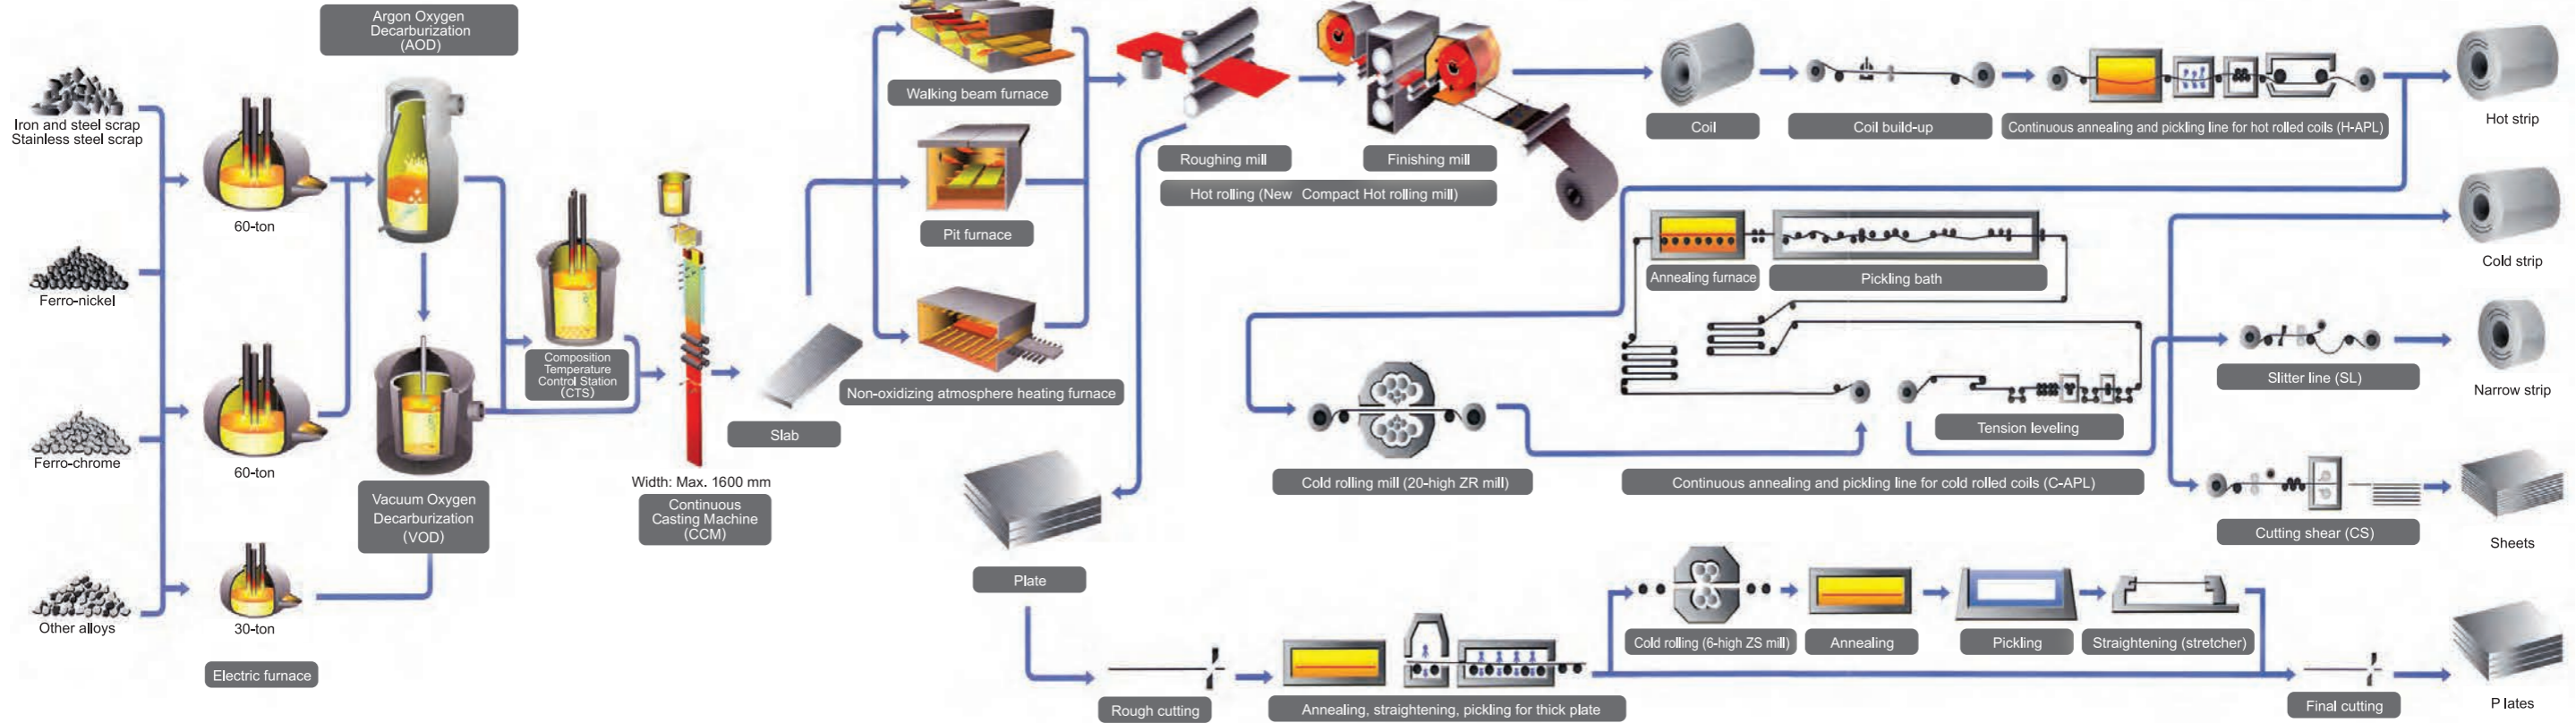 Argon Oxygen
Decarburization
(AOD)
Iron and steel scrap
Stainless steel scrap
Ferro-nickel
Ferro-chrome
Other alloys
60-ton
60-ton
30-ton
Electric furnace
Vacuum Oxygen
Decarburization
(VOD)
Composition
Temperature
Control Station
(CTS)
Width: Max. 1600 mm
Continuous
Casting Machine
(CCM)
Slab
Walking beam furnace
Pit furnace
Non-oxidizing atmosphere heating furnace
Roughing mill
Finishing mill
Hot rolling (New Compact Hot rolling mill)
Coil
Coil build-up
Continuous annealing and pickling line for hot rolled coils (H-APL)
Hot strip
Annealing furnace
Pickling bath
Cold rolling mill (20-high ZR mill)
Tension leveling
Continuous annealing and pickling line for cold rolled coils (C-APL)
Cold strip
Slitter line (SL)
Narrow strip
Cutting shear (CS)
Sheets
Plate
Rough cutting
Annealing, straightening, pickling for thick plate
Cold rolling (6-high ZS mill)
Annealing
Pickling
Straightening (stretcher)
Final cutting
P lates